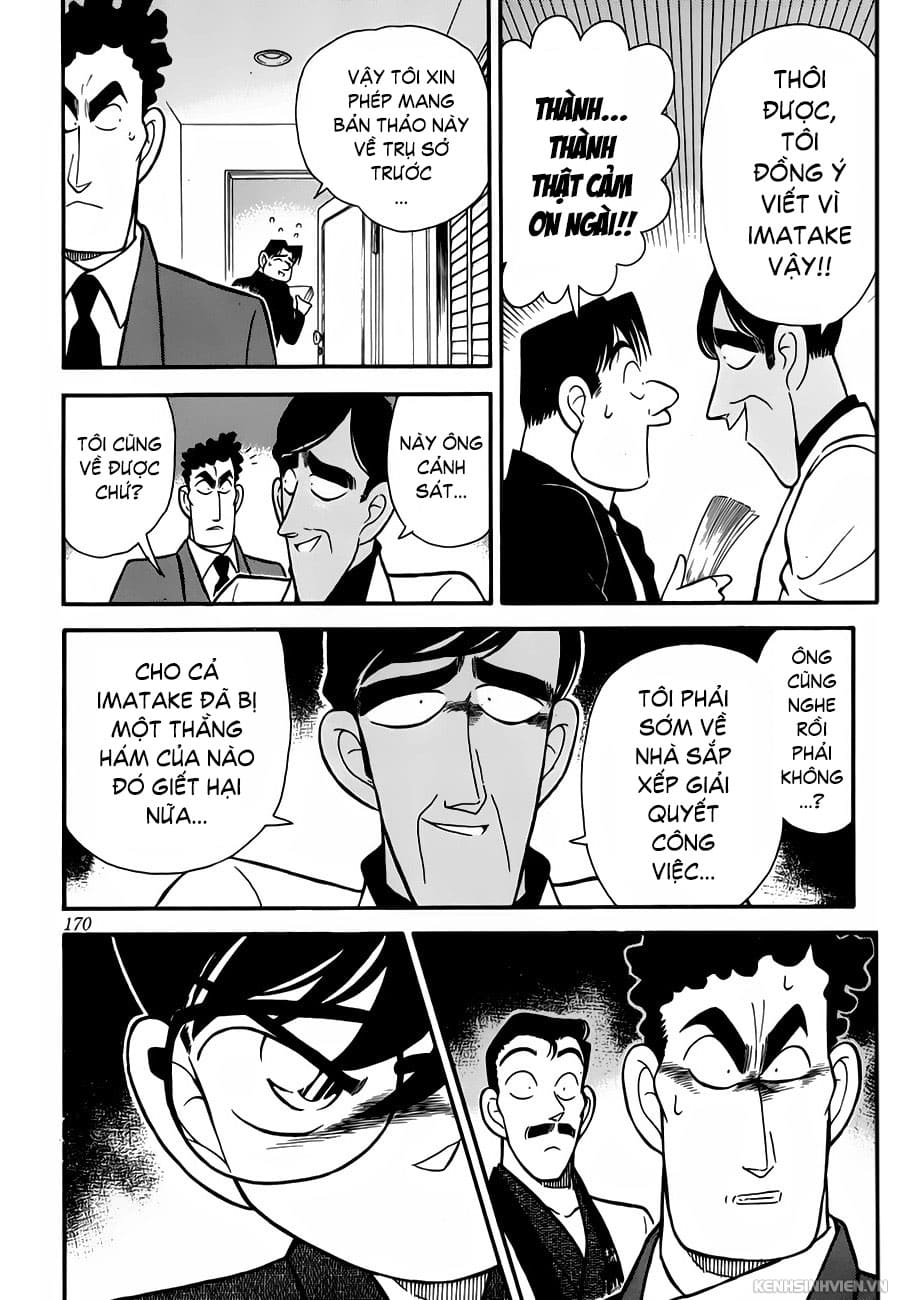 THÔI
ĐƯỢC,
TÔI
ĐỒNG Ý
VIẾT VÌ
IMATAKE
VẬY!!
THÀNH...
THÀNH
THẬT CẢM
ƠN NGÀI!!
VẬY TÔI XIN
PHÉP MANG
BẢN THẢO NÀY
VỀ TRỤ SỞ
TRƯỚC
...
NÀY ÔNG
CẢNH
SÁT...
TÔI CŨNG
VỀ ĐƯỢC
CHỨ?
ÔNG
CŨNG
NGHE
RỒI
PHẢI
KHÔNG
...?
TÔI PHẢI
SỚM VỀ
NHÀ SẮP
XẾP GIẢI
QUYẾT
CÔNG
VIỆC...
CHO CẢ
IMATAKE ĐÃ BỊ
MỘT THẰNG
HÁM CỦA NÀO
ĐÓ GIẾT HẠI
NỮA...
170
KENHSINHVIEN.VN